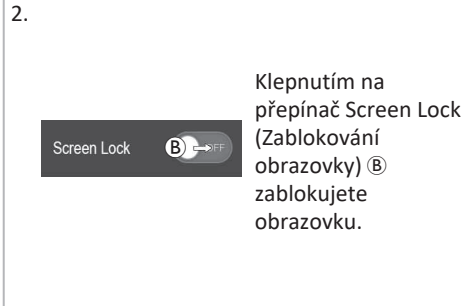 2.
Klepnutím na
přepínač Screen Lock
(Zablokování
obrazovky) Ⓑ
zablokujete
obrazovku.
Screen Lock Ⓑ OFF